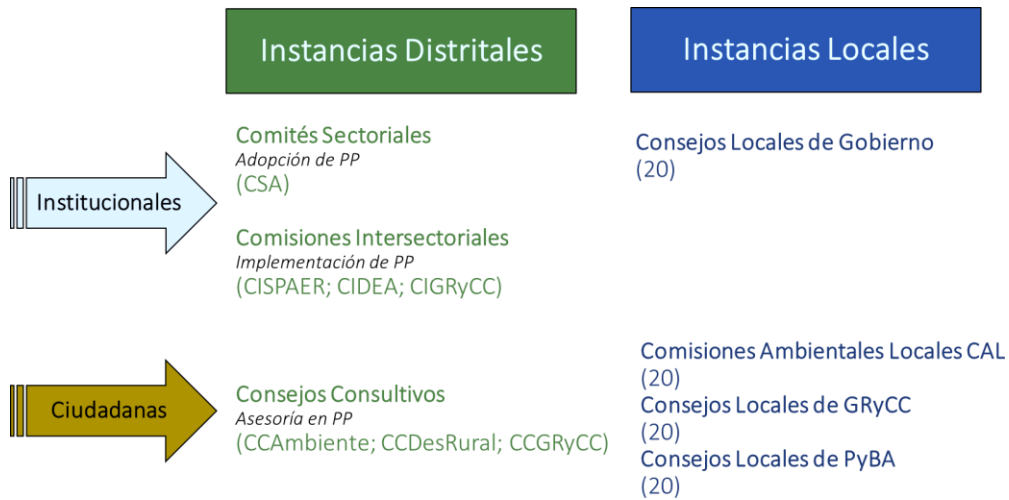 Instancias Distritales
Instancias Locales
Institucionales
Comités Sectoriales
Adopción de PP
(CSA)
Comisiones Intersectoriales
Implementación de PP
(CISPAER; CIDEA; CIGRyCC)
Consejos Locales de Gobierno
(20)
Ciudadanas
Consejos Consultivos
Asesoría en PP
(CCAmbiente; CCDesRural; CCGRyCC)
Comisiones Ambientales Locales CAL
(20)
Consejos Locales de GRyCC
(20)
Consejos Locales de PyBA
(20)